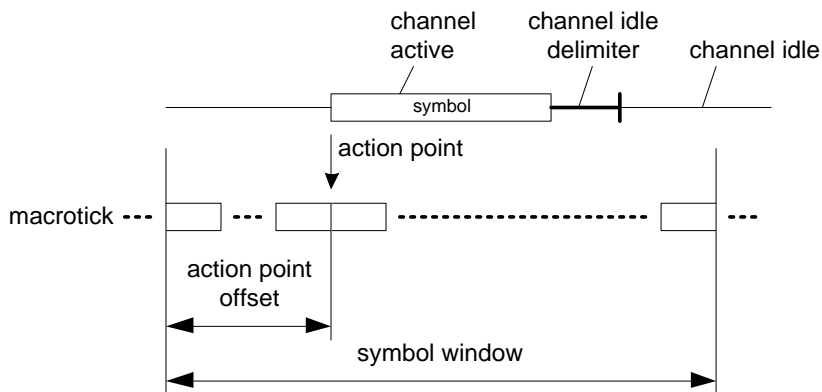 channel
active
channel idle
delimiter
channel idle
symbol
action point
macrotick
action point
offset
symbol window